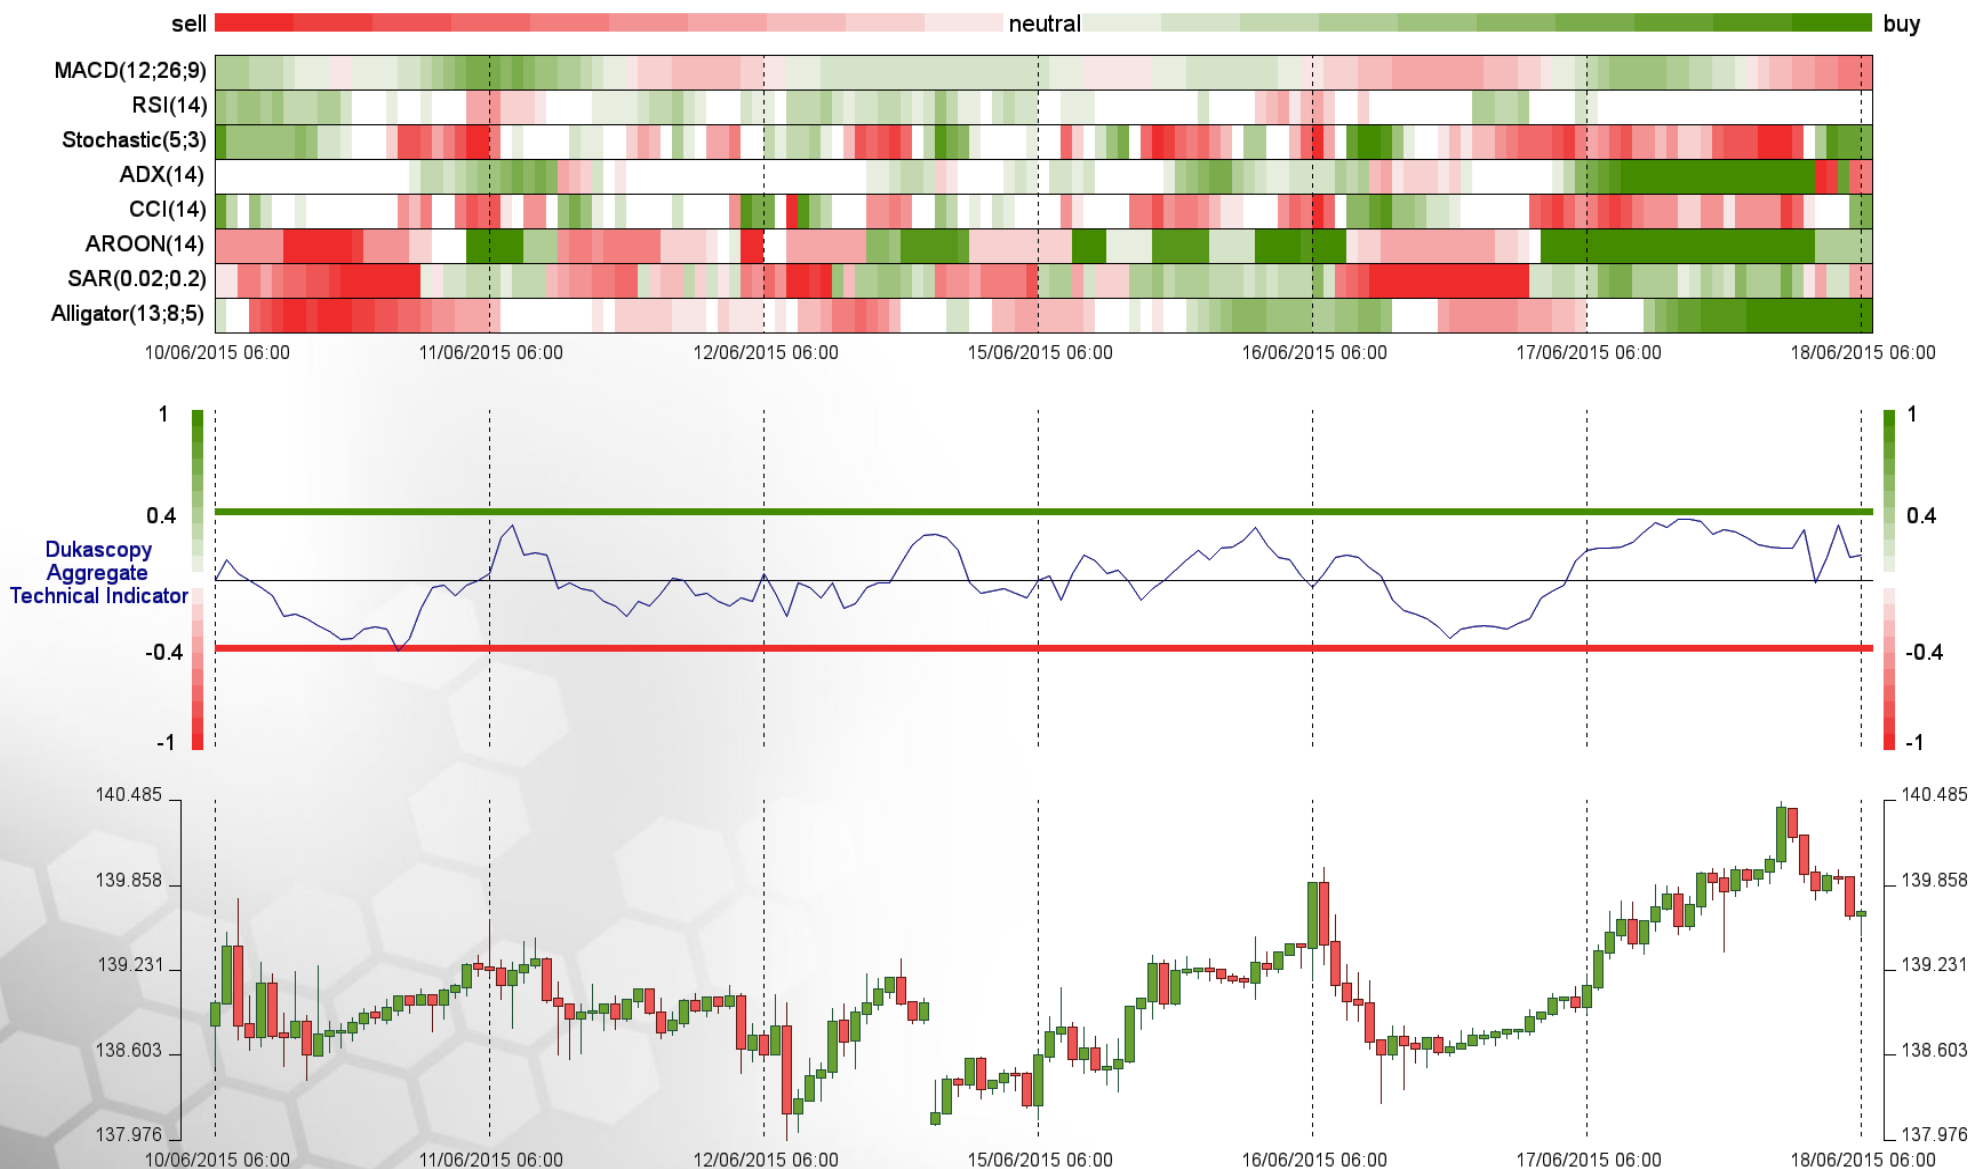 sell neutral buy
MACD(12;26;9)
RSI(14)
Stochastic(5;3)
ADX(14)
CCI(14)
AROON(14)
SAR(0.02;0.2)
Alligator(13;8;5)
10/06/2015 06:00 11/06/2015 06:00 12/06/2015 06:00 15/06/2015 06:00 16/06/2015 06:00 17/06/2015 06:00 18/06/2015 06:00
1 1
0.4 0.4
Dukascopy
Aggregate
Technical Indicator
-0.4 -0.4
-1 -1
140.485 140.485
139.858 139.858
139.231 139.231
138.603 138.603
137.976 137.976
10/06/2015 06:00 11/06/2015 06:00 12/06/2015 06:00 15/06/2015 06:00 16/06/2015 06:00 17/06/2015 06:00 18/06/2015 06:00